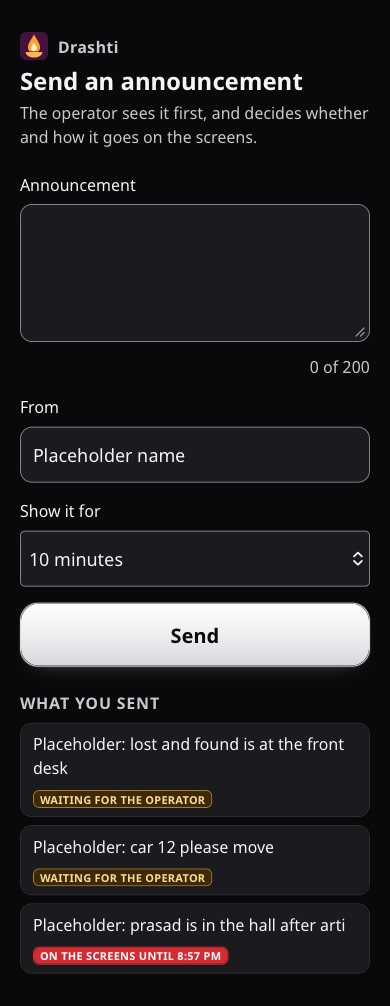 Drashti
Send an announcement
The operator sees it first, and decides whether
and how it goes on the screens.
Announcement
0 of 200
From
Placeholder name
Show it for
10 minutes
Send
WHAT YOU SENT
Placeholder: lost and found is at the front
desk
WAITING FOR THE OPERATOR
Placeholder: car 12 please move
WAITING FOR THE OPERATOR
Placeholder: prasad is in the hall after arti
ON THE SCREENS UNTIL 8:57 PM